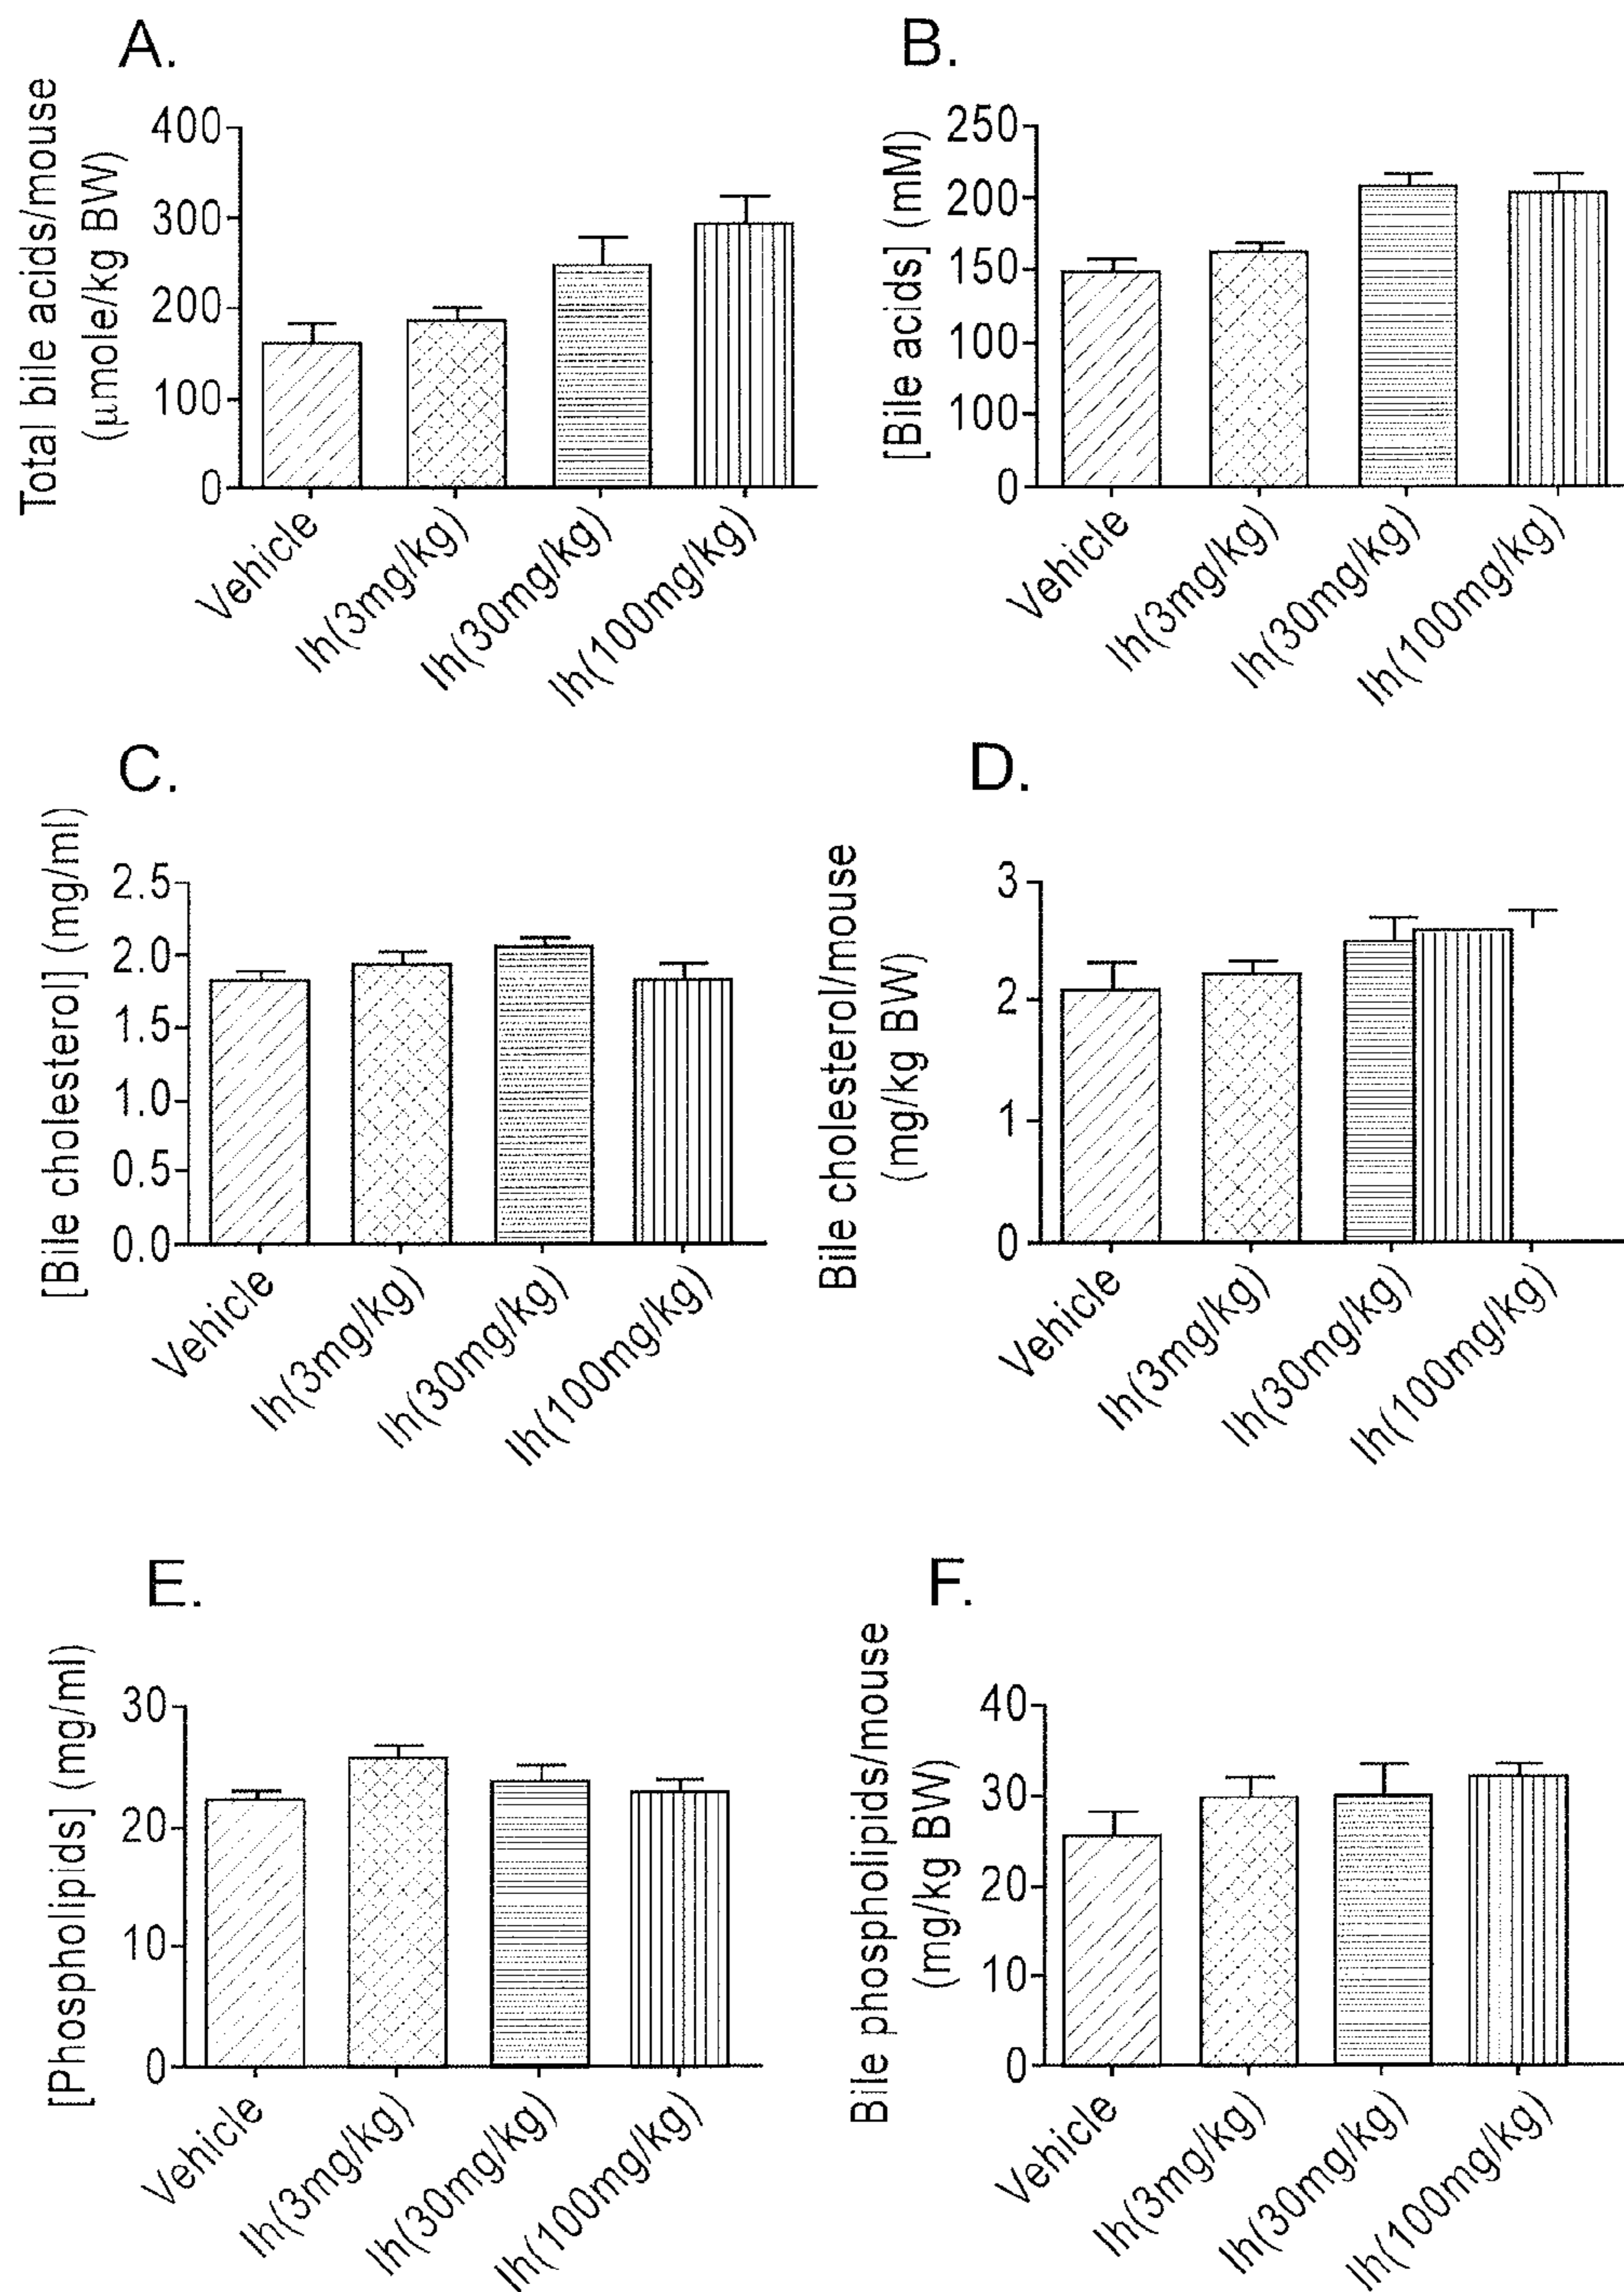 A.
Total bile acids/mouse
(μmole/kg BW)
400
300
200
100
0
Vehicle
Ih(3mg/kg)
Ih(30mg/kg)
Ih(100mg/kg)
B.
[Bile acids] (mM)
250
200
150
100
100
0
Vehicle
Ih(3mg/kg)
Ih(30mg/kg)
Ih(100mg/kg)
C.
[Bile cholesterol] (mg/ml)
2.5
2.0
1.5
1.0
0.5
0.0
Vehicle
Ih(3mg/kg)
Ih(30mg/kg)
Ih(100mg/kg)
D.
Bile cholesterol/mouse
(mg/kg BW)
3
2
1
0
Vehicle
Ih(3mg/kg)
Ih(30mg/kg)
Ih(100mg/kg)
E.
[Phospholipids] (mg/ml)
30
20
10
0
Vehicle
Ih(3mg/kg)
Ih(30mg/kg)
Ih(100mg/kg)
F.
Bile phospholipids/mouse
(mg/kg BW)
40
30
20
10
0
Vehicle
Ih(3mg/kg)
Ih(30mg/kg)
Ih(100mg/kg)